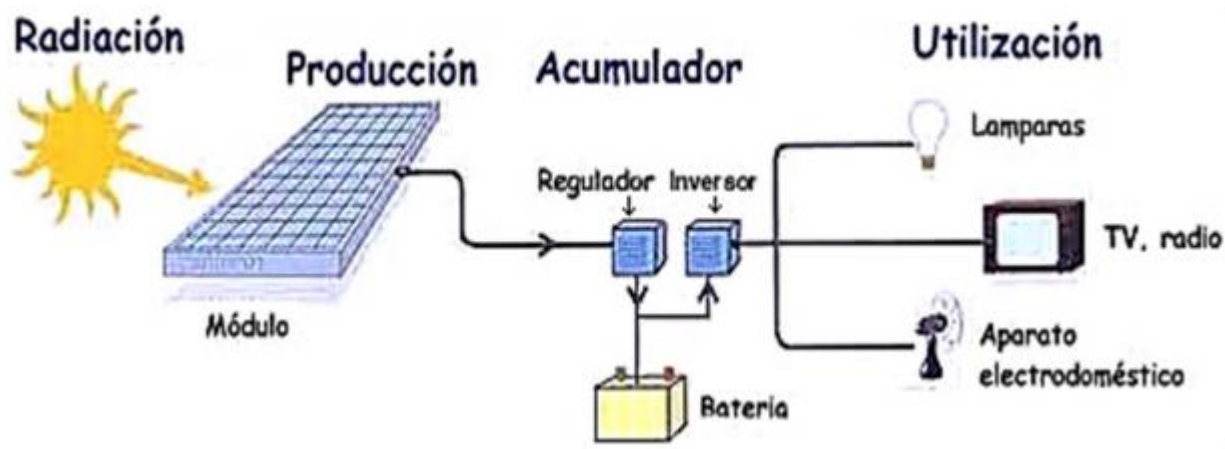 Radiación
Producción
Acumulador
Utilización
Lamparas
Regulador
Inversor
TV, radio
Módulo
Aparato
electrodoméstico
Bateria